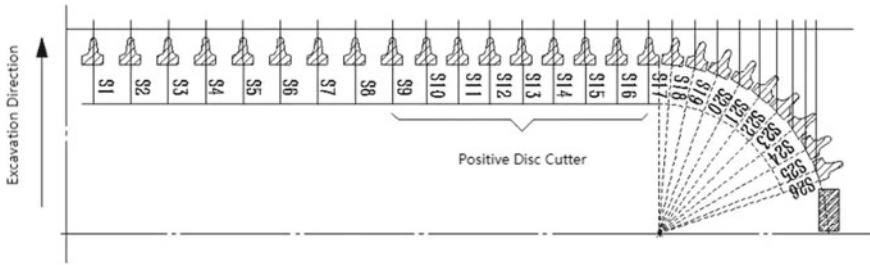 Excavation Direction
S1 S2 S3 S4 S5 S6 S7 S8 S9 S10 S11 S12 S13 S14 S15 S16 S17 S18 S19 S20 S21 S22 S23 S24 S25 S26
Positive Disc Cutter